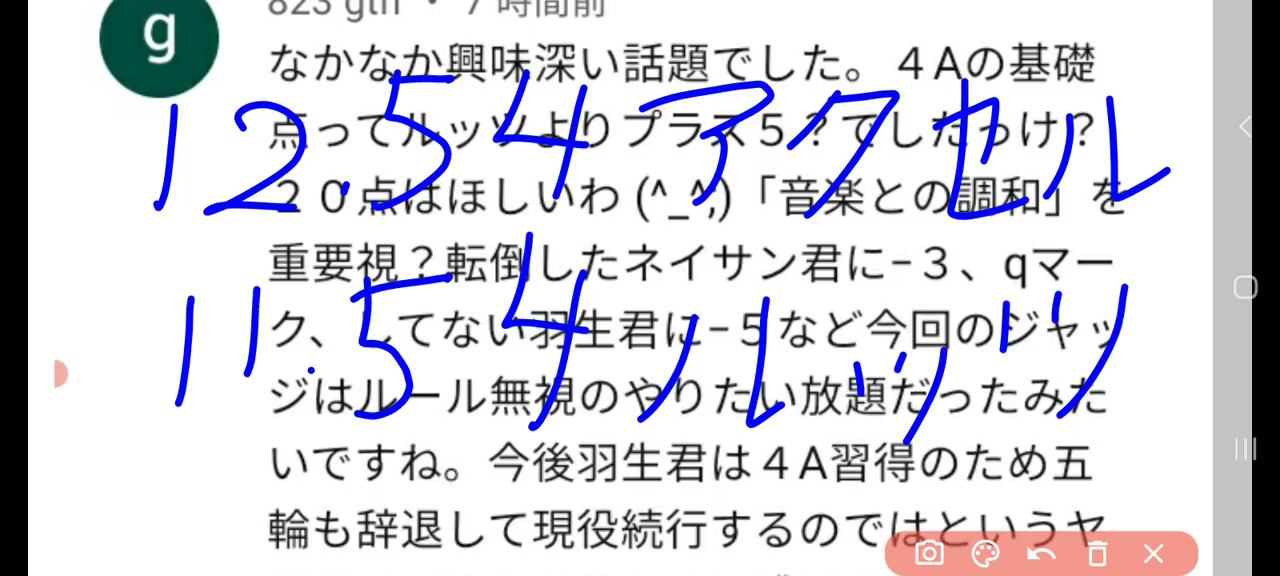 823 gth・7 時間前
g
なかなか興味深い話題でした。４Aの基礎
12.54アクセル
点ってルッツよりプラス５？でしたっけ？
２０点はほしいわ (^_^;)「音楽との調和」を
重要視？転倒したネイサン君に−３、qマー
11.54ルッツ
ク、してない羽生君に−５など今回のジャッ
ジはルール無視のやりたい放題だったみた
いですね。今後羽生君は４A習得のため五
輪も辞退して現役続行するのではというヤ